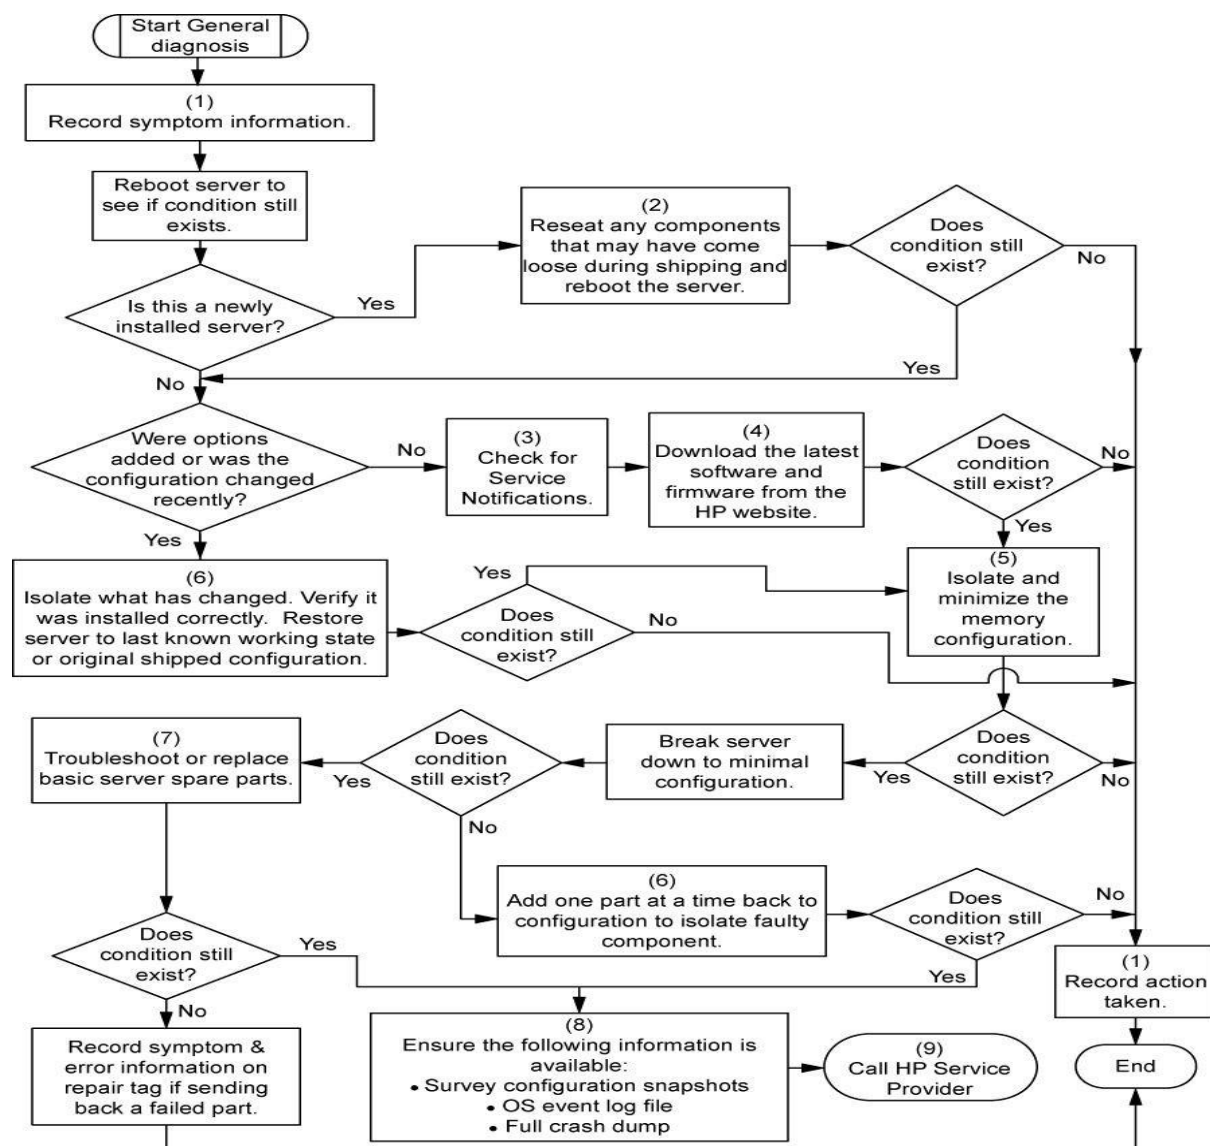 Start General
diagnosis
(1)
Record symptom information.
Reboot server to
see if condition still
exists.
Is this a newly
installed server?
Yes
No
(2)
Reseat any components
that may have come
loose during shipping and
reboot the server.
Does
condition still
exist?
No
Yes
Were options
added or was the
configuration changed
recently?
No
Yes
(3)
Check for
Service
Notifications.
(4)
Download the latest
software and
firmware from the
HP website.
Does
condition
still exist?
No
Yes
(5)
Isolate and
minimize the
memory
configuration.
(6)
Isolate what has changed. Verify it
was installed correctly. Restore
server to last known working state
or original shipped configuration.
Does
condition still
exist?
Yes
No
Does
condition
still exist?
Yes
No
Break server
down to minimal
configuration.
Does
condition
still exist?
Yes
No
(7)
Troubleshoot or replace
basic server spare parts.
(6)
Add one part at a time back to
configuration to isolate faulty
component.
Does
condition still
exist?
No
Yes
Does
condition still
exist?
Yes
No
(1)
Record action
taken.
Record symptom &
error information on
repair tag if sending
back a failed part.
(8)
Ensure the following information is
available:
• Survey configuration snapshots
• OS event log file
• Full crash dump
(9)
Call HP Service
Provider
End